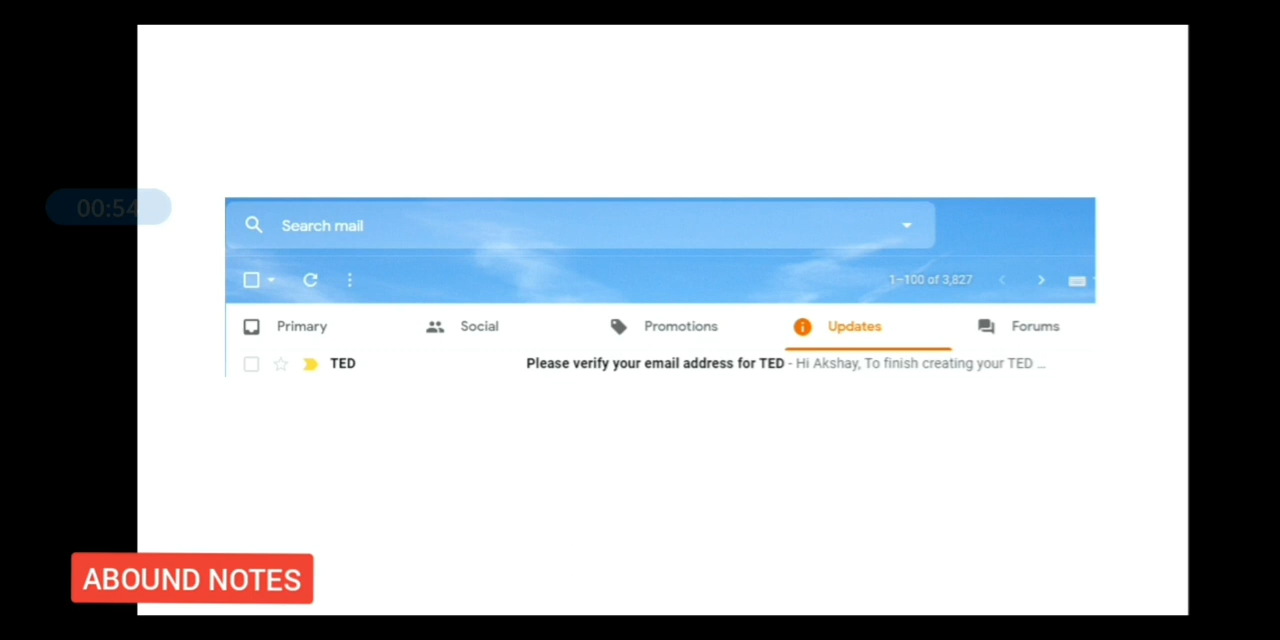 Search mail
00:54
1–100 of 3,827
Primary Social Promotions Updates Forums
TED Please verify your email address for TED - Hi Akshay, To finish creating your TED ...
ABOUND NOTES